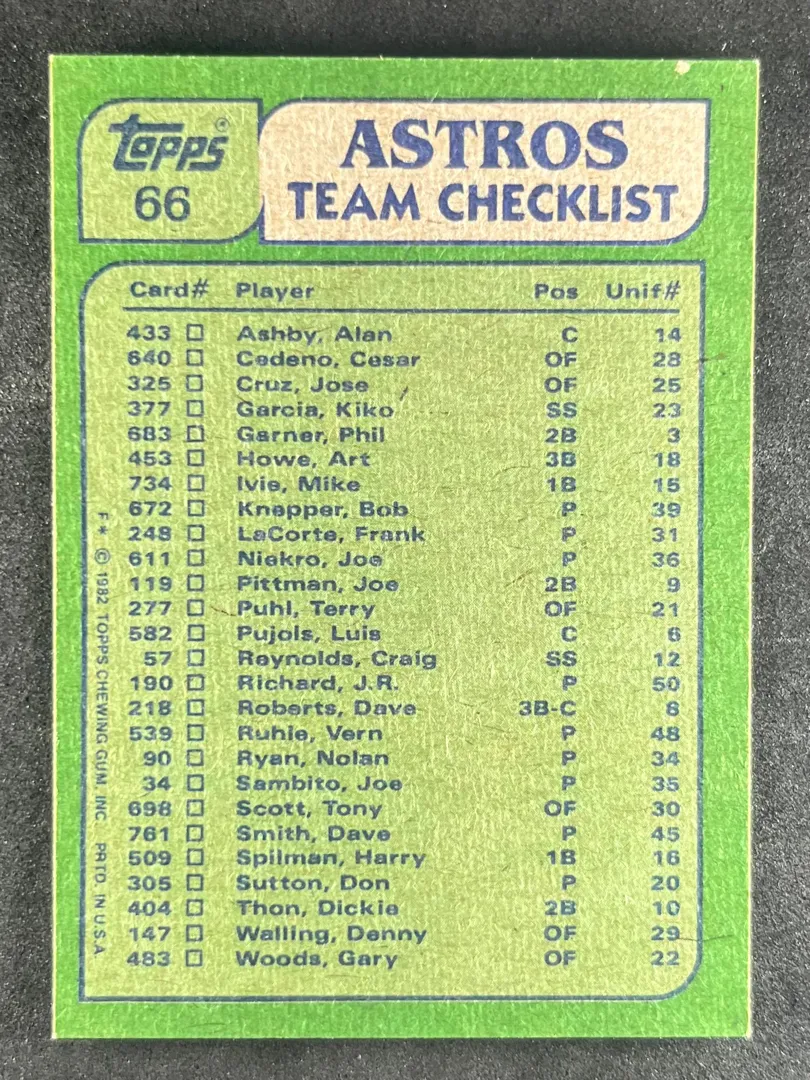 topps ®
66
ASTROS
TEAM CHECKLIST
Card# Player Pos Unif#
433 Ashby, Alan C 14
640 Cedeno, Cesar OF 28
325 Cruz, Jose OF 25
377 Garcia, Kiko SS 23
683 Garner, Phil 2B 3
453 Howe, Art 3B 18
734 Ivie, Mike 1B 15
672 Knepper, Bob P 39
248 LaCorte, Frank P 31
611 Niekro, Joe P 36
119 Pittman, Joe 2B 9
277 Puhl, Terry OF 21
582 Pujols, Luis C 6
57 Reynolds, Craig SS 12
190 Richard, J.R. P 50
218 Roberts, Dave 3B-C 6
539 Ruhle, Vern P 48
90 Ryan, Nolan P 34
34 Sambito, Joe P 35
698 Scott, Tony OF 30
761 Smith, Dave P 45
509 Spilman, Harry 1B 16
305 Sutton, Don P 20
404 Thon, Dickie 2B 10
147 Walling, Denny OF 29
483 Woods, Gary OF 22
F * © 1982 TOPPS CHEWING GUM, INC. PRTD. IN U.S.A.